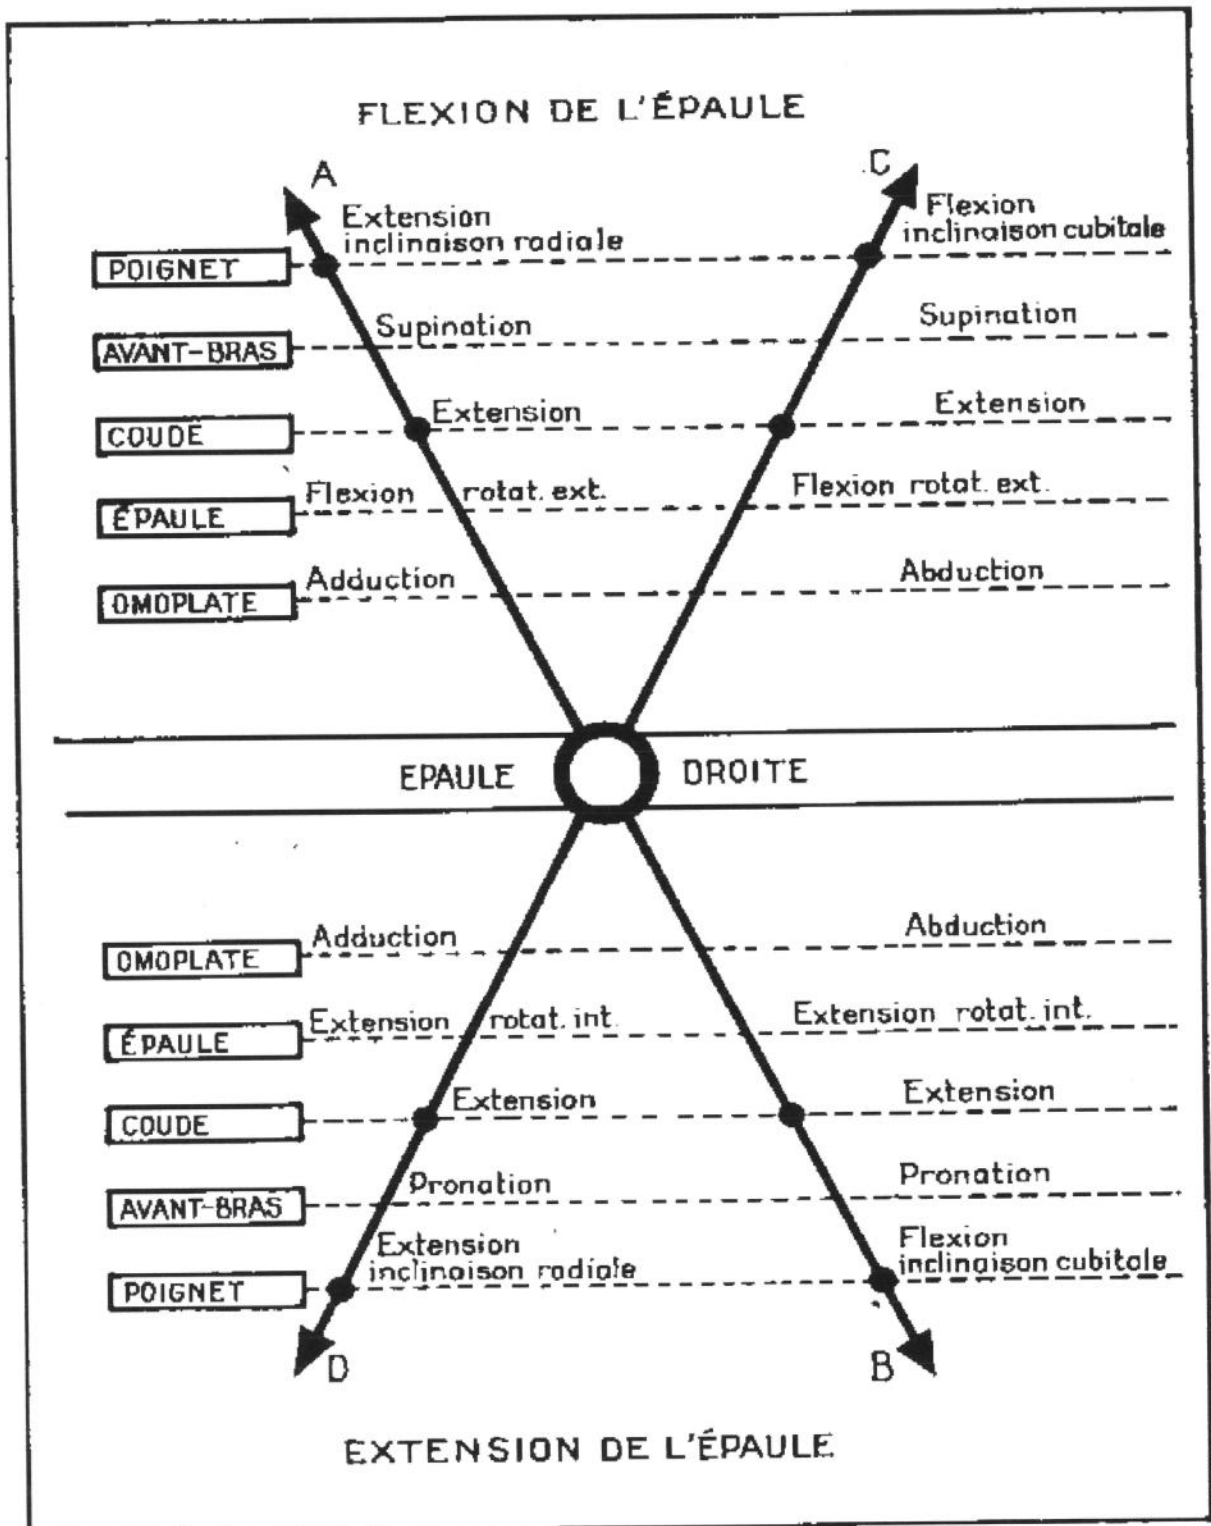 FLEXION DE L'ÉPAULE
A
C
Extension
inclinaison radiale
Flexion
inclinaison cubitale
POIGNET
Supination
Supination
AVANT-BRAS
Extension
Extension
COUDE
Flexion rotat. ext.
Flexion rotat. ext.
ÉPAULE
Adduction
Abduction
OMOPLATE
EPAULE DROITE
Adduction
Abduction
OMOPLATE
Extension rotat. int.
Extension rotat. int.
ÉPAULE
Extension
Extension
COUDE
Pronation
Pronation
AVANT-BRAS
Extension
inclinaison radiale
Flexion
inclinaison cubitale
POIGNET
D
B
EXTENSION DE L'ÉPAULE